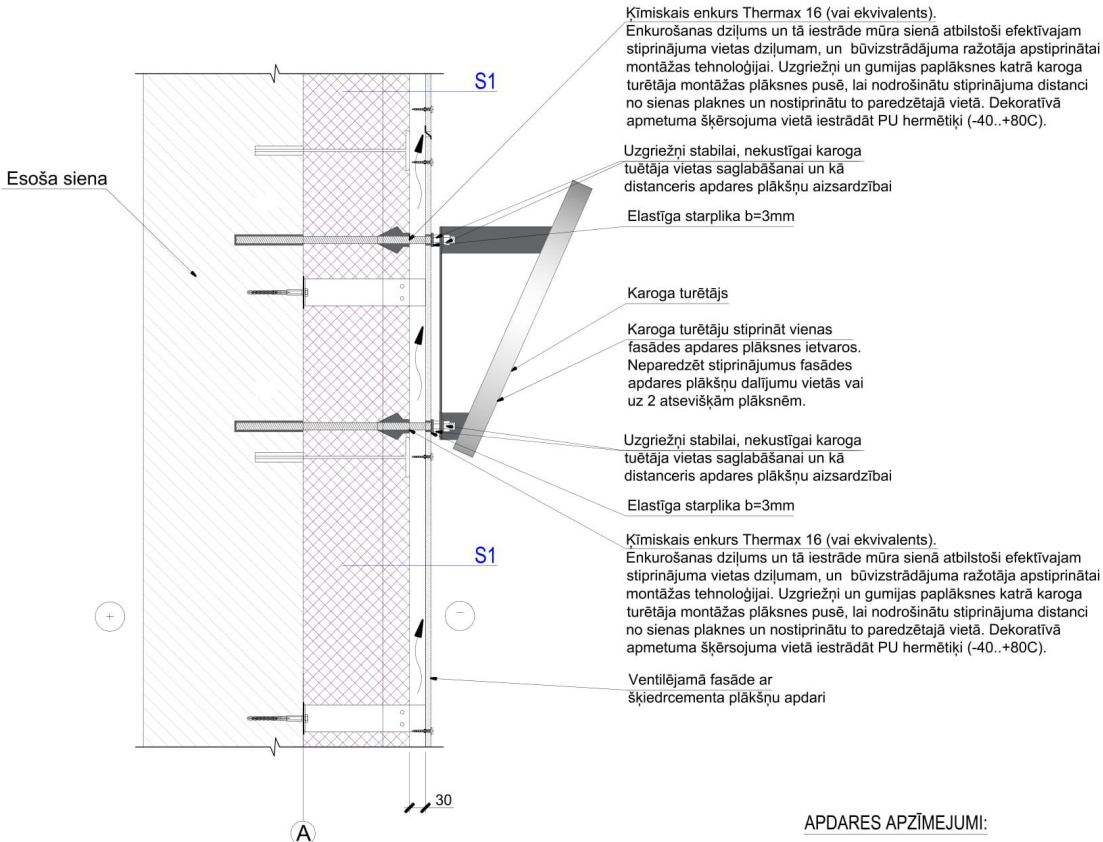 Ķīmiskais enkurs Thermax 16 (vai ekvivalents).
Enkurošanas dziļums un tā iestrāde mūra sienā atbilstoši efektīvajam
stiprinājuma vietas dziļumam, un būvizstrādājuma ražotāja apstiprinātai
montāžas tehnoloģijai. Uzgriežņi un gumijas paplāksnes katrā karoga
turētāja montāžas plāksnes pusē, lai nodrošinātu stiprinājuma distanci
no sienas plaknes un nostiprinātu to paredzētajā vietā. Dekoratīvā
apmetuma šķērsojuma vietā iestrādāt PU hermētiķi (-40..+80C).
S1
Uzgriežņi stabilai, nekustīgai karoga
tuētāja vietas saglabāšanai un kā
distanceris apdares plākšņu aizsardzībai
Esoša siena
Elastīga starplika b=3mm
Karoga turētājs
Karoga turētāju stiprināt vienas
fasādes apdares plāksnes ietvaros.
Neparedzēt stiprinājumus fasādes
apdares plākšņu dalījumu vietās vai
uz 2 atsevišķām plāksnēm.
Uzgriežņi stabilai, nekustīgai karoga
tuētāja vietas saglabāšanai un kā
distanceris apdares plākšņu aizsardzībai
Elastīga starplika b=3mm
Ķīmiskais enkurs Thermax 16 (vai ekvivalents).
Enkurošanas dziļums un tā iestrāde mūra sienā atbilstoši efektīvajam
stiprinājuma vietas dziļumam, un būvizstrādājuma ražotāja apstiprinātai
montāžas tehnoloģijai. Uzgriežņi un gumijas paplāksnes katrā karoga
turētāja montāžas plāksnes pusē, lai nodrošinātu stiprinājuma distanci
no sienas plaknes un nostiprinātu to paredzētajā vietā. Dekoratīvā
apmetuma šķērsojuma vietā iestrādāt PU hermētiķi (-40..+80C).
S1
+
−
Ventilējamā fasāde ar
šķiedrcementa plākšņu apdari
30
A
APDARES APZĪMEJUMI: